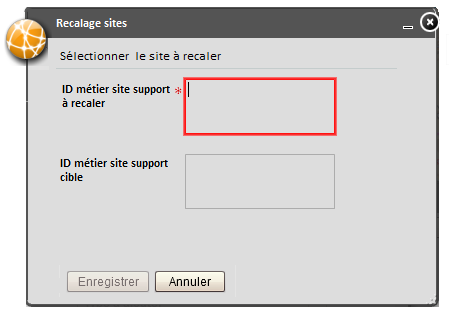 Recalage sites
Sélectionner le site à recaler
ID métier site support *
à recaler
ID métier site support
cible
Enregistrer Annuler